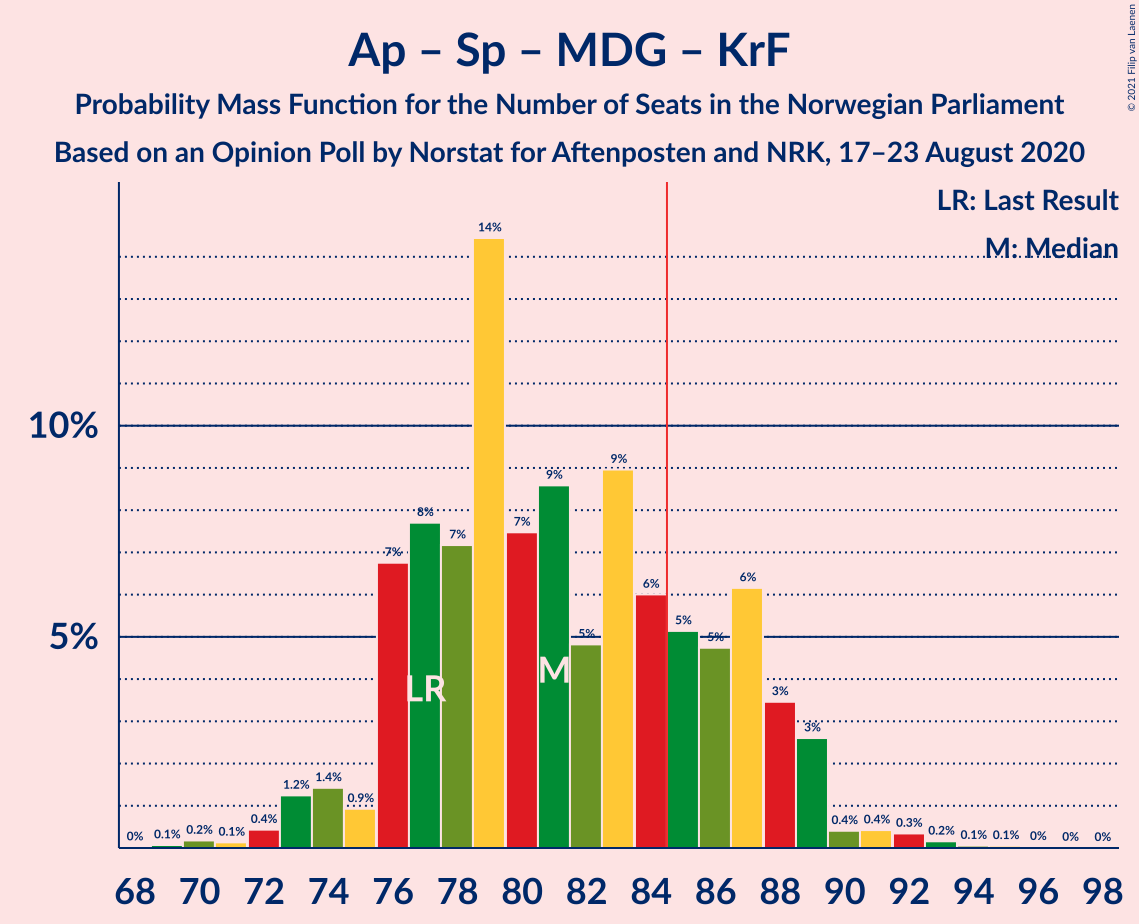 Ap – Sp – MDG – KrF
Probability Mass Function for the Number of Seats in the Norwegian Parliament
Based on an Opinion Poll by Norstat for Aftenposten and NRK, 17–23 August 2020
© 2021 Filip van Laenen
LR: Last Result
M: Median
10%
5%
0% 0.1% 0.2% 0.1% 0.4% 1.2% 1.4% 0.9% 7% 8% 7% 14% 7% 9% 5% 9% 6% 5% 5% 6% 3% 3% 0.4% 0.4% 0.3% 0.2% 0.1% 0.1% 0% 0% 0%
LR M
68 70 72 74 76 78 80 82 84 86 88 90 92 94 96 98